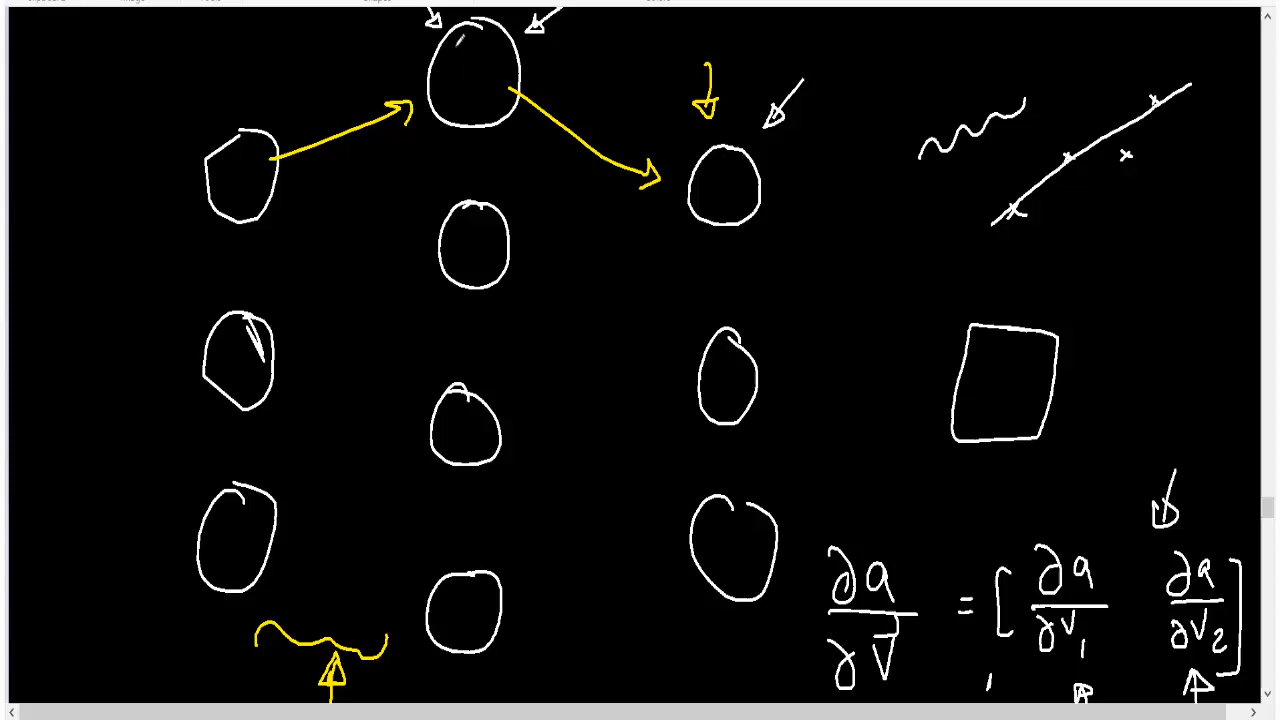 ∂a/∂V⃗ = [ ∂a/∂V₁ ∂a/∂V₂ ]